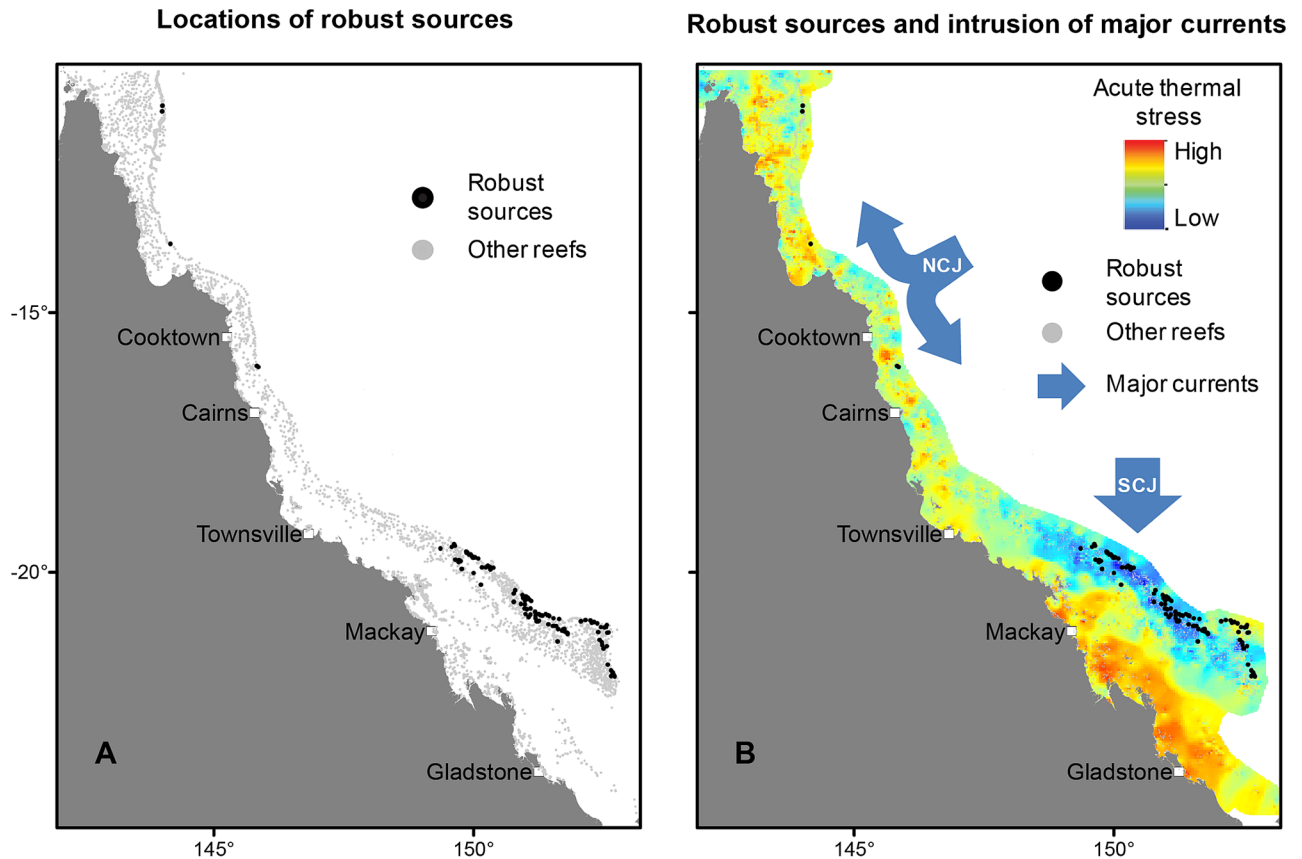 Locations of robust sources
Robust
sources
Other reefs
-15°
Cooktown
Cairns
Townsville
-20°
Mackay
A
Gladstone
145°
150°
Robust sources and intrusion of major currents
Acute thermal
stress
High
Low
NCJ
Robust
sources
Other reefs
Major currents
Cooktown
Cairns
SCJ
Townsville
Mackay
B
Gladstone
145°
150°